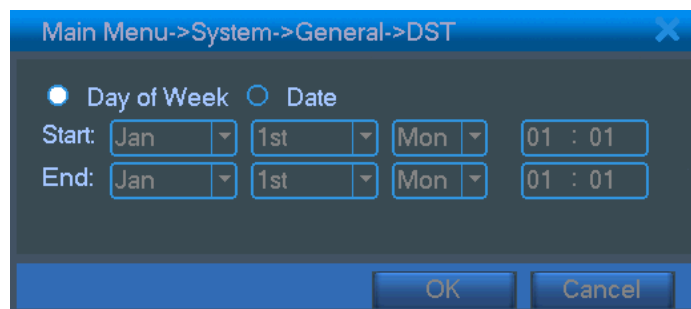 Main Menu->System->General->DST
Day of Week Date
Start: Jan 1st Mon 01 : 01
End: Jan 1st Mon 01 : 01
OK Cancel